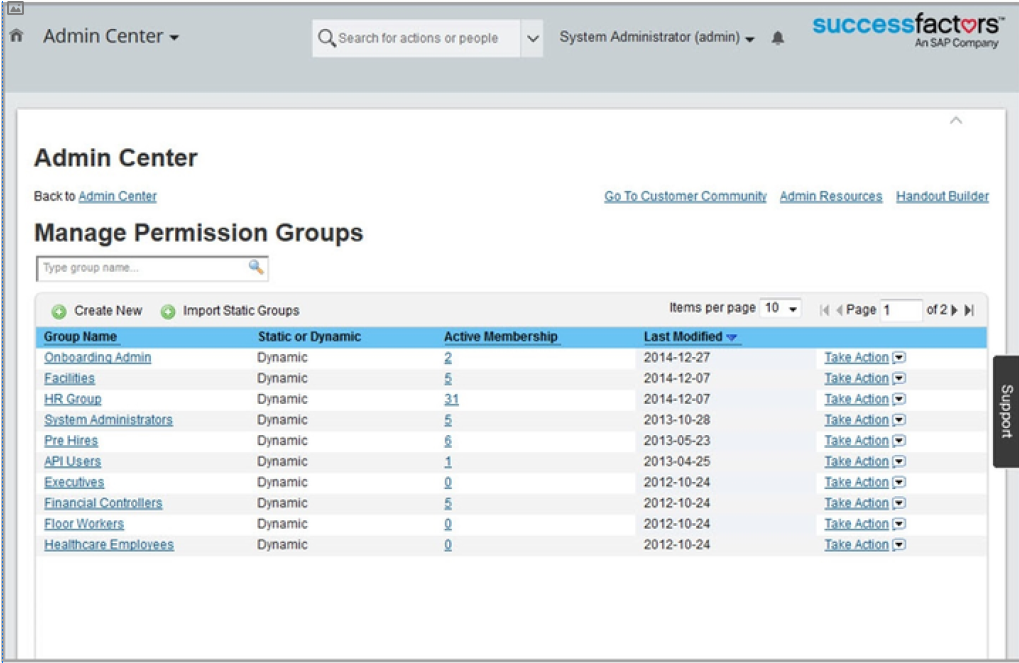 Admin Center
Search for actions or people
System Administrator (admin)
successfactors™
An SAP Company
Admin Center
Back to Admin Center
Go To Customer Community Admin Resources Handout Builder
Manage Permission Groups
Type group name...
Create New Import Static Groups Items per page 10 Page 1 of 2
Group Name Static or Dynamic Active Membership Last Modified
Onboarding Admin Dynamic 2 2014-12-27 Take Action
Facilities Dynamic 5 2014-12-07 Take Action
HR Group Dynamic 31 2014-12-07 Take Action
System Administrators Dynamic 5 2013-10-28 Take Action
Pre Hires Dynamic 6 2013-05-23 Take Action
API Users Dynamic 1 2013-04-25 Take Action
Executives Dynamic 0 2012-10-24 Take Action
Financial Controllers Dynamic 5 2012-10-24 Take Action
Floor Workers Dynamic 0 2012-10-24 Take Action
Healthcare Employees Dynamic 0 2012-10-24 Take Action
Support